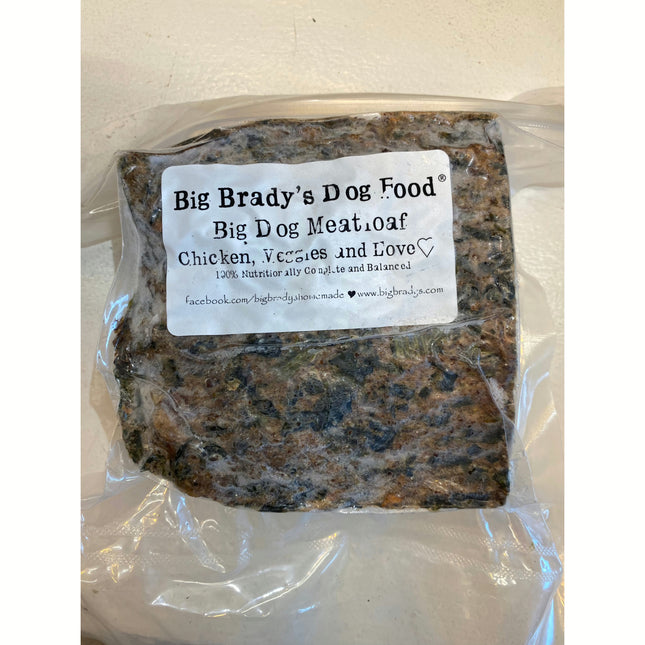 Big Brady's Dog Food®
Big Dog Meatloaf
Chicken, Veggies and Love♡
100% Nutritionally Complete and Balanced
facebook.com/bigbradyshomemade ♥ www.bigbradys.com